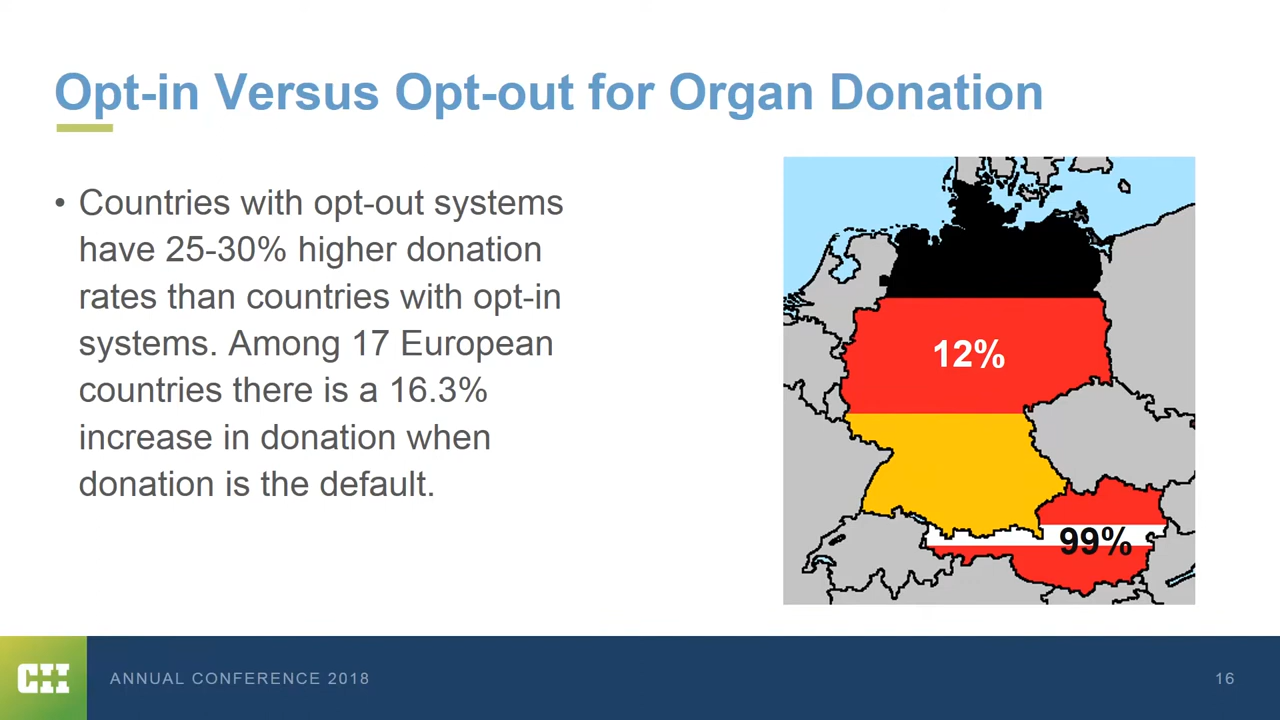 Opt-in Versus Opt-out for Organ Donation
• Countries with opt-out systems
have 25-30% higher donation
rates than countries with opt-in
systems. Among 17 European
countries there is a 16.3%
increase in donation when
donation is the default.
12%
99%
CII
ANNUAL CONFERENCE 2018
16